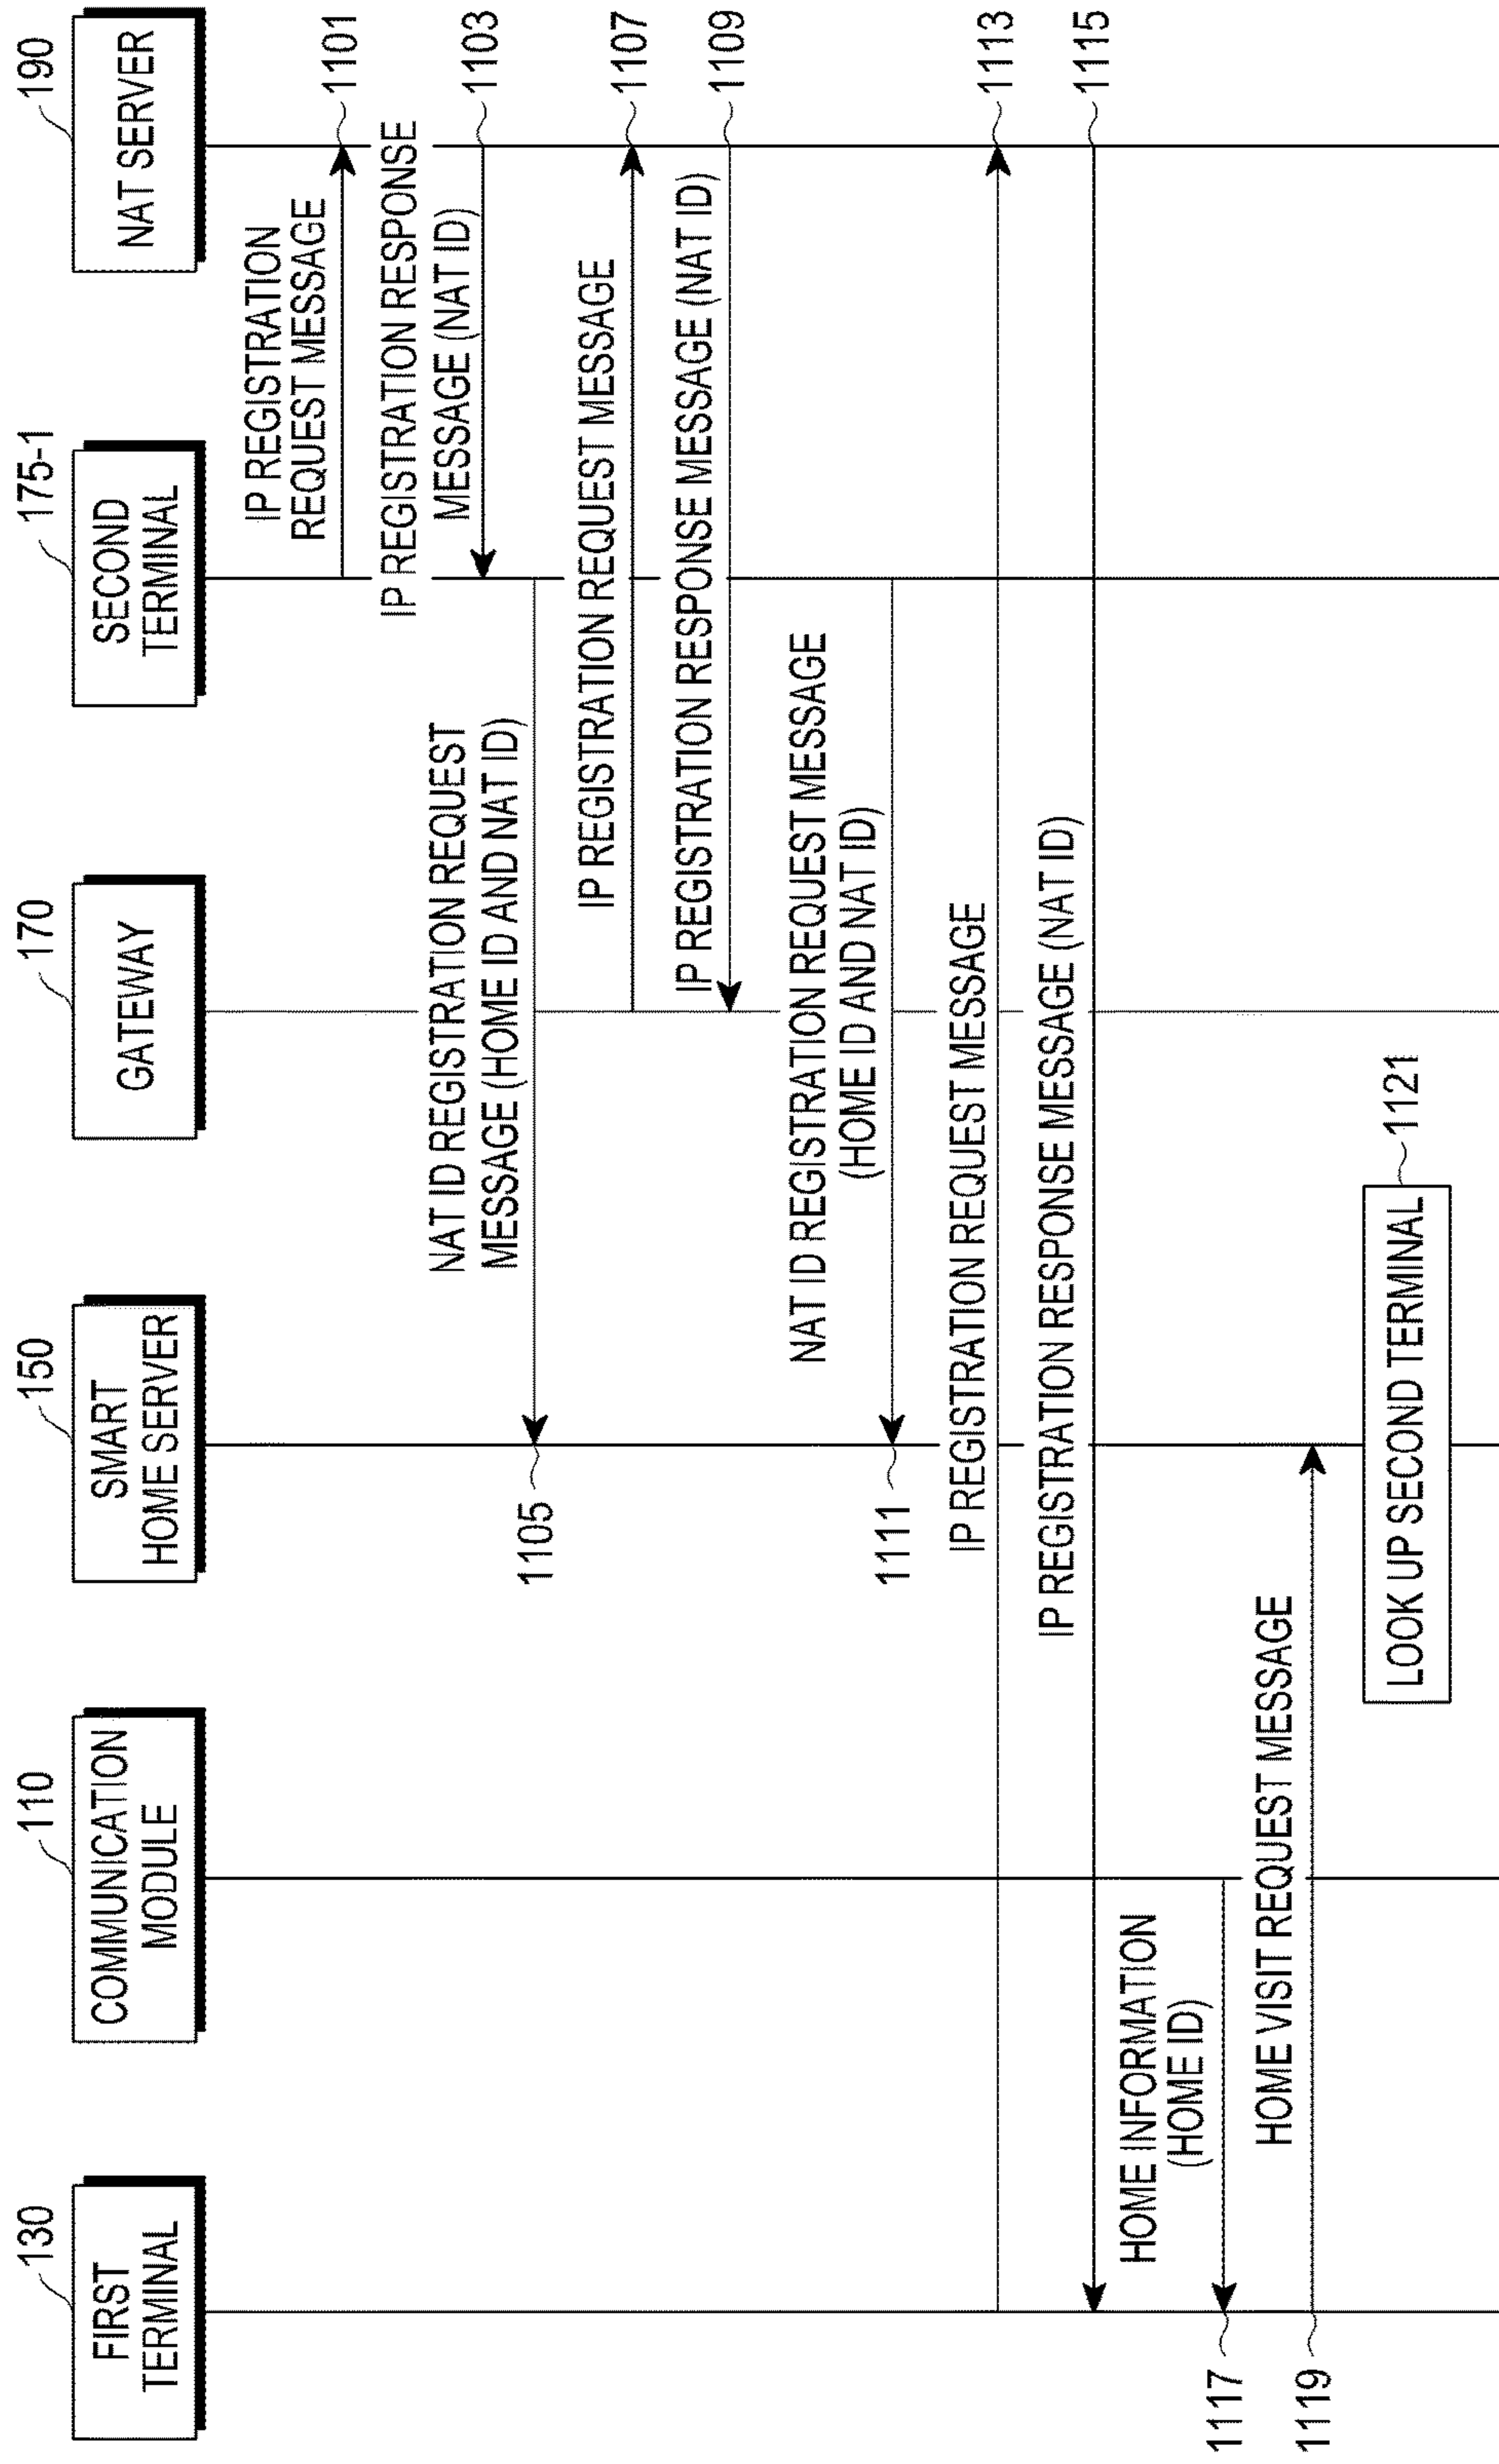 130
FIRST
TERMINAL
110
COMMUNICATION
MODULE
150
SMART
HOME SERVER
170
GATEWAY
175-1
SECOND
TERMINAL
190
NAT SERVER
IP REGISTRATION
REQUEST MESSAGE
1101
IP REGISTRATION RESPONSE
MESSAGE (NAT ID)
1103
NAT ID REGISTRATION REQUEST
MESSAGE (HOME ID AND NAT ID)
1105
IP REGISTRATION REQUEST MESSAGE
1107
IP REGISTRATION RESPONSE MESSAGE (NAT ID)
1109
NAT ID REGISTRATION REQUEST MESSAGE
(HOME ID AND NAT ID)
1111
IP REGISTRATION REQUEST MESSAGE
1113
IP REGISTRATION RESPONSE MESSAGE (NAT ID)
1115
HOME INFORMATION
(HOME ID)
1117
HOME VISIT REQUEST MESSAGE
1119
LOOK UP SECOND TERMINAL
1121